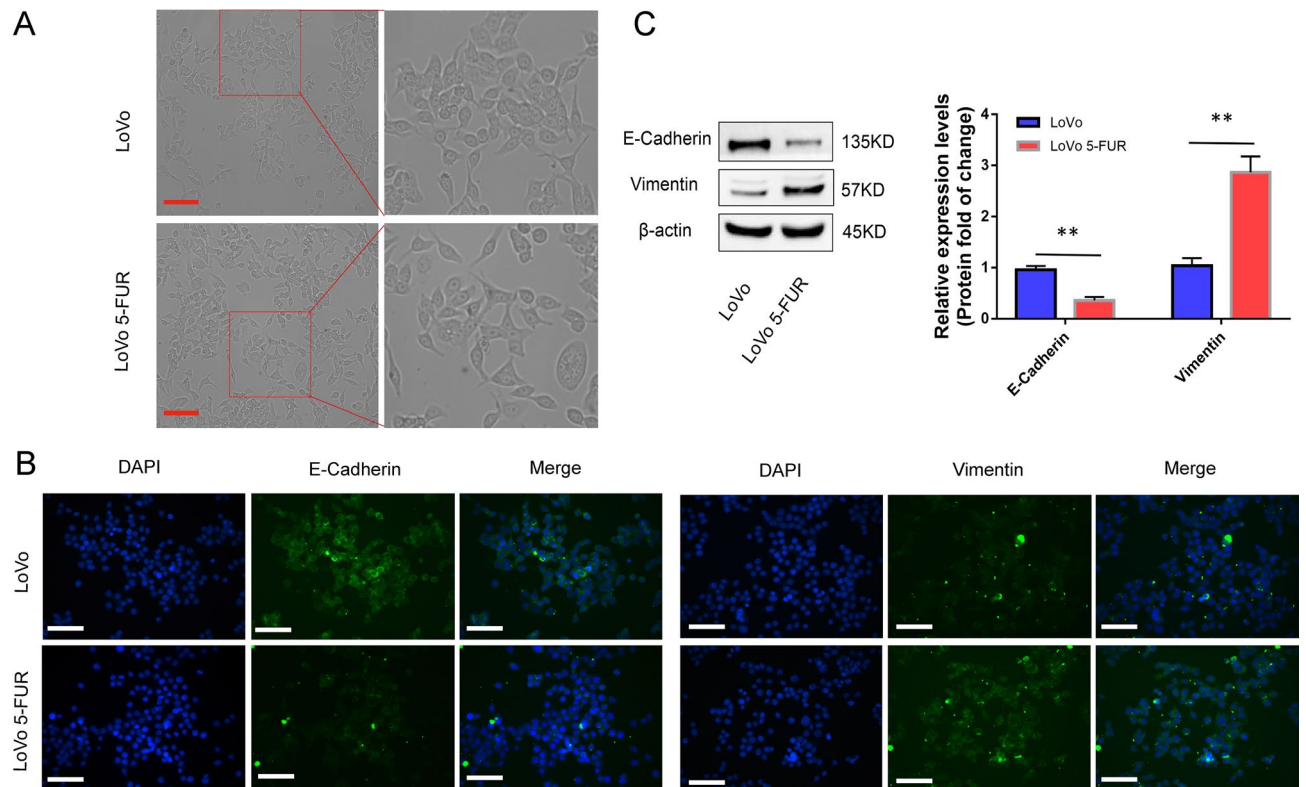 A
LoVo
LoVo 5-FUR
C
E-Cadherin
135KD
Vimentin
57KD
β-actin
45KD
LoVo
LoVo 5-FUR
Relative expression levels
(Protein fold of change)
4
3
2
1
0
LoVo
LoVo 5-FUR
**
**
E-Cadherin
Vimentin
B
DAPI
E-Cadherin
Merge
DAPI
Vimentin
Merge
LoVo
LoVo 5-FUR